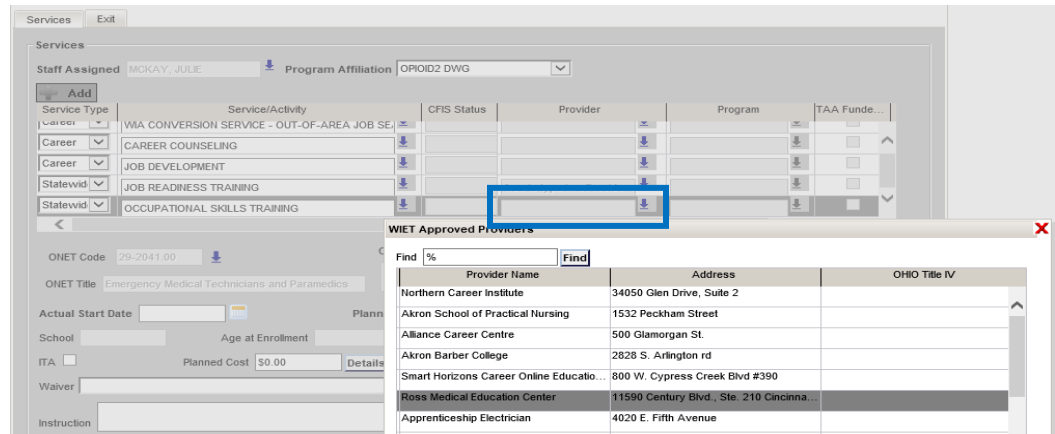 Services Exit
Services
Staff Assigned MCKAY, JULIE Program Affiliation OPIOID2 DWG
Add
Service Type Service/Activity CFIS Status Provider Program TAA Funde...
Career WIA CONVERSION SERVICE - OUT-OF-AREA JOB SE
Career CAREER COUNSELING
Career JOB DEVELOPMENT
Statewid JOB READINESS TRAINING
Statewid OCCUPATIONAL SKILLS TRAINING
WIET Approved Providers X
Find % Find
Provider Name Address OHIO Title IV
Northern Career Institute 34050 Glen Drive, Suite 2
Akron School of Practical Nursing 1532 Peckham Street
Alliance Career Centre 500 Glamorgan St.
Akron Barber College 2828 S. Arlington rd
Smart Horizons Career Online Educatio... 800 W. Cypress Creek Blvd #390
Ross Medical Education Center 11590 Century Blvd., Ste. 210 Cincinna...
Apprenticeship Electrician 4020 E. Fifth Avenue
ONET Code 29-2041.00
ONET Title Emergency Medical Technicians and Paramedics
Actual Start Date Plann
School Age at Enrollment
ITA Planned Cost $0.00 Details
Waiver
Instruction